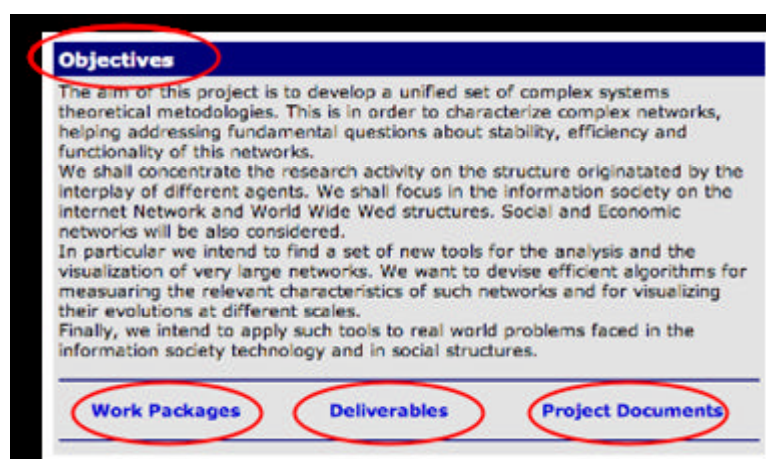 Objectives
The aim of this project is to develop a unified set of complex systems
theoretical metodologies. This is in order to characterize complex networks,
helping addressing fundamental questions about stability, efficiency and
functionality of this networks.
We shall concentrate the research activity on the structure originatated by the
interplay of different agents. We shall focus in the information society on the
internet Network and World Wide Wed structures. Social and Economic
networks will be also considered.
In particular we intend to find a set of new tools for the analysis and the
visualization of very large networks. We want to devise efficient algorithms for
measuaring the relevant characteristics of such networks and for visualizing
their evolutions at different scales.
Finally, we intend to apply such tools to real world problems faced in the
information society technology and in social structures.
Work Packages Deliverables Project Documents